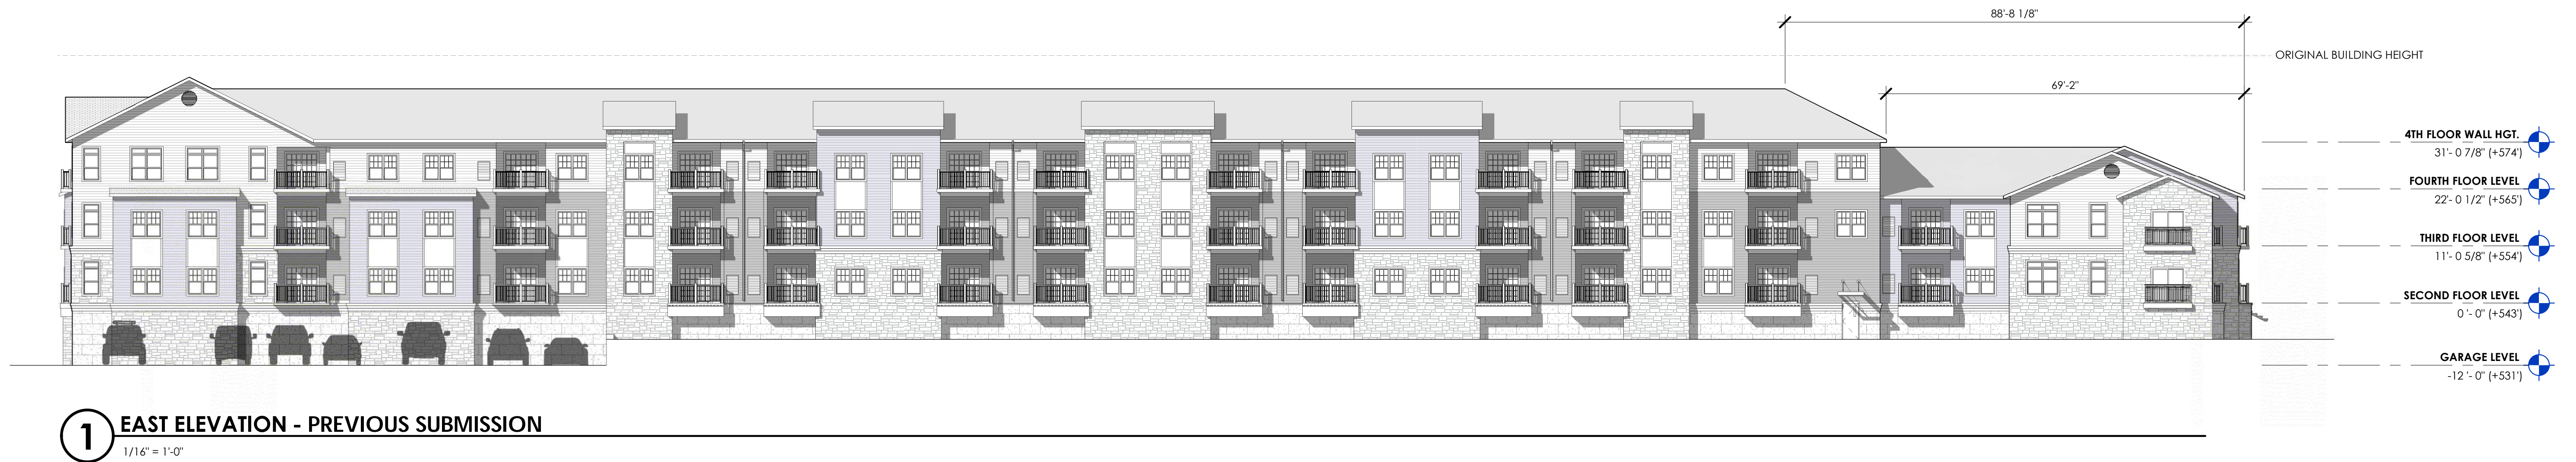 88'-8 1/8"
ORIGINAL BUILDING HEIGHT
69'-2"
4TH FLOOR WALL HGT.
31'- 0 7/8" (+574')
FOURTH FLOOR LEVEL
22'- 0 1/2" (+565')
THIRD FLOOR LEVEL
11'- 0 5/8" (+554')
SECOND FLOOR LEVEL
0 '- 0" (+543')
GARAGE LEVEL
-12 '- 0" (+531')
1
EAST ELEVATION - PREVIOUS SUBMISSION
1/16" = 1'-0"